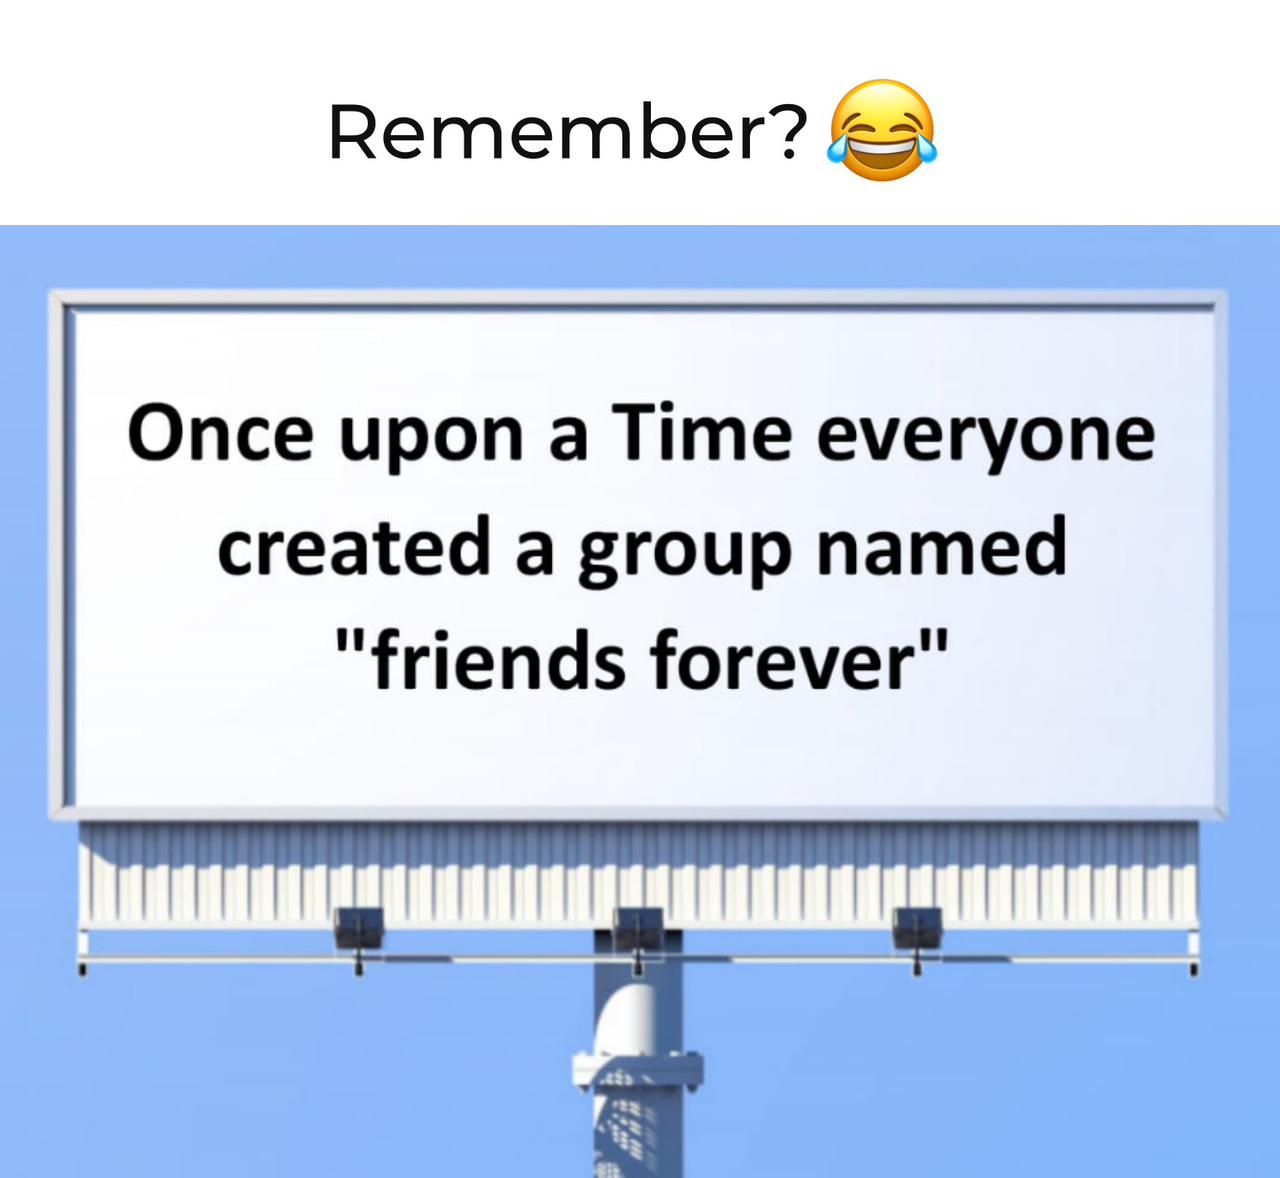 Remember? 😂
Once upon a Time everyone
created a group named
"friends forever"